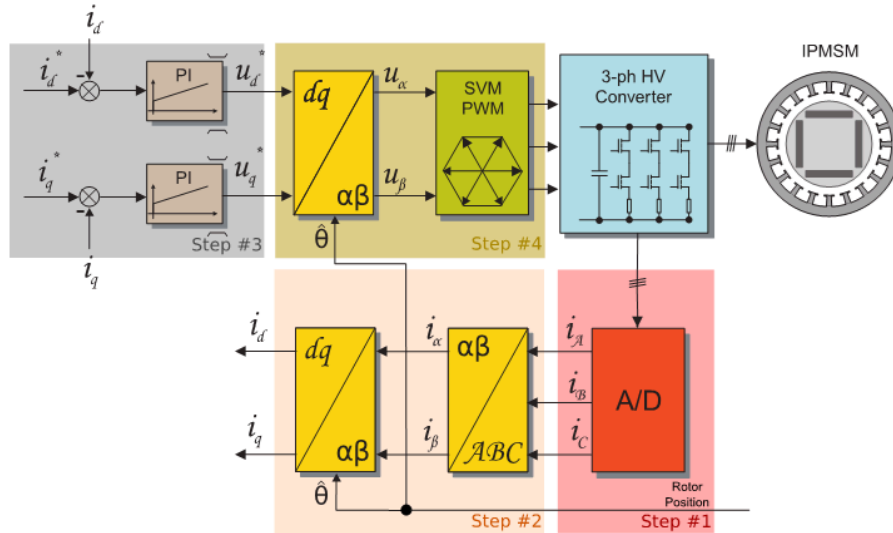 i_d
i_d*
PI
u_d*
i_q*
PI
u_q*
i_q
Step #3
dq
αβ
u_α
u_β
θ̂
SVM
PWM
Step #4
3-ph HV
Converter
IPMSM
i_d
i_q
dq
αβ
θ̂
i_α
i_β
αβ
ABC
Step #2
i_A
i_B
i_C
A/D
Rotor
Position
Step #1